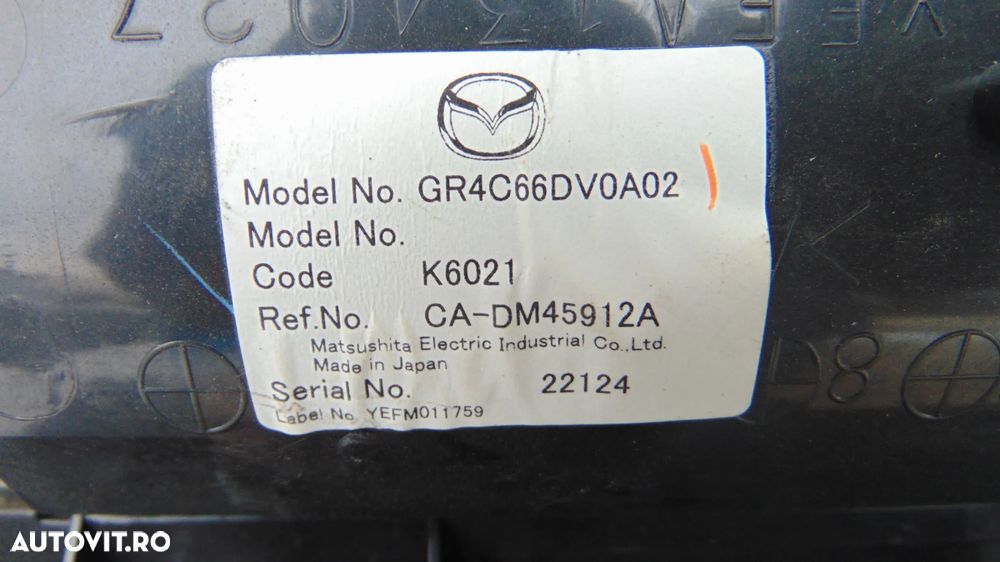 Model No. GR4C66DV0A02
Model No.
Code K6021
Ref.No. CA-DM45912A
Matsushita Electric Industrial Co.,Ltd.
Made in Japan
Serial No. 22124
Label No. YEFM011759
AUTOVIT.RO